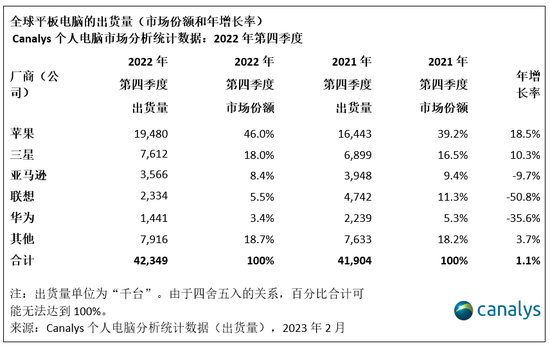 全球平板电脑的出货量（市场份额和年增长率）
Canalys 个人电脑市场分析统计数据：2022 年第四季度
厂商（公司） 2022 年第四季度出货量 2022 年第四季度市场份额 2021 年第四季度出货量 2021 年第四季度市场份额 年增长率
苹果 19,480 46.0% 16,443 39.2% 18.5%
三星 7,612 18.0% 6,899 16.5% 10.3%
亚马逊 3,566 8.4% 3,948 9.4% -9.7%
联想 2,334 5.5% 4,742 11.3% -50.8%
华为 1,441 3.4% 2,239 5.3% -35.6%
其他 7,916 18.7% 7,633 18.2% 3.7%
合计 42,349 100% 41,904 100% 1.1%
注：出货量单位为“千台”。由于四舍五入的关系，百分比合计可
能无法达到 100%。
来源：Canalys 个人电脑分析统计数据（出货量），2023 年 2 月
canalys